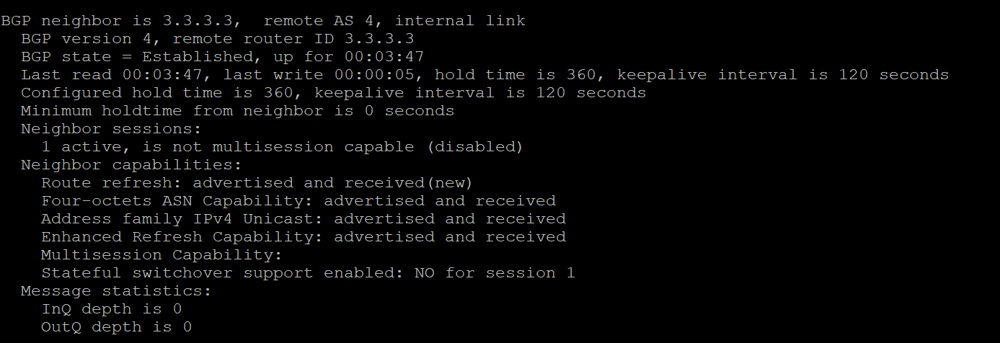 BGP neighbor is 3.3.3.3,  remote AS 4, internal link
  BGP version 4, remote router ID 3.3.3.3
  BGP state = Established, up for 00:03:47
  Last read 00:03:47, last write 00:00:05, hold time is 360, keepalive interval is 120 seconds
  Configured hold time is 360, keepalive interval is 120 seconds
  Minimum holdtime from neighbor is 0 seconds
  Neighbor sessions:
    1 active, is not multisession capable (disabled)
  Neighbor capabilities:
    Route refresh: advertised and received(new)
    Four-octets ASN Capability: advertised and received
    Address family IPv4 Unicast: advertised and received
    Enhanced Refresh Capability: advertised and received
    Multisession Capability:
    Stateful switchover support enabled: NO for session 1
  Message statistics:
    InQ depth is 0
    OutQ depth is 0